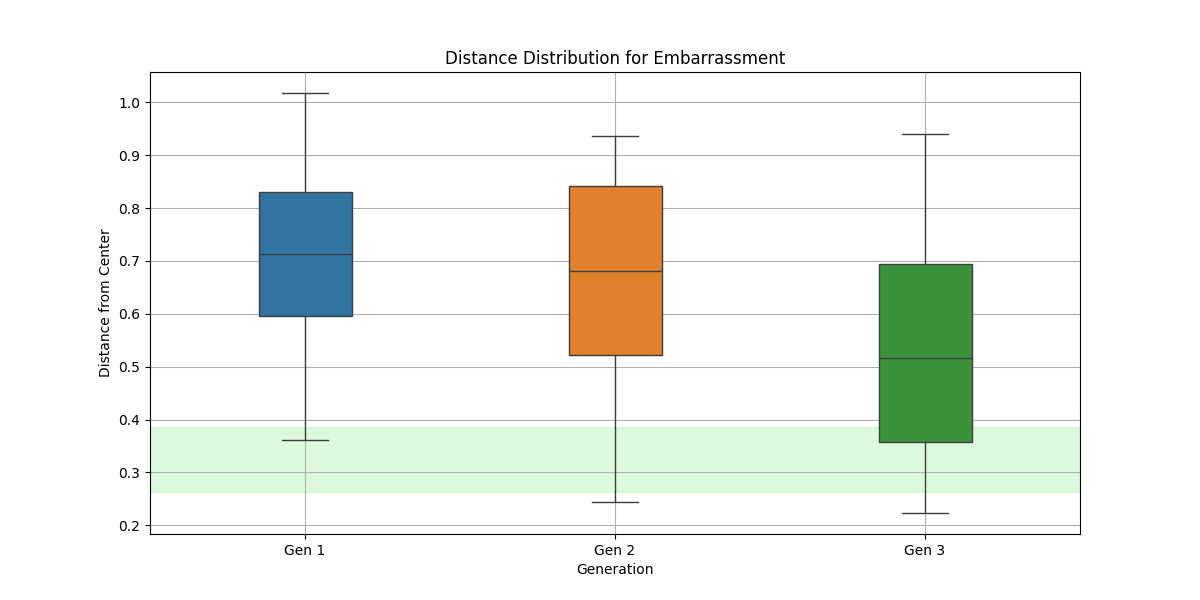 Distance Distribution for Embarrassment
Distance from Center
1.0
0.9
0.8
0.7
0.6
0.5
0.4
0.3
0.2
Gen 1
Gen 2
Gen 3
Generation